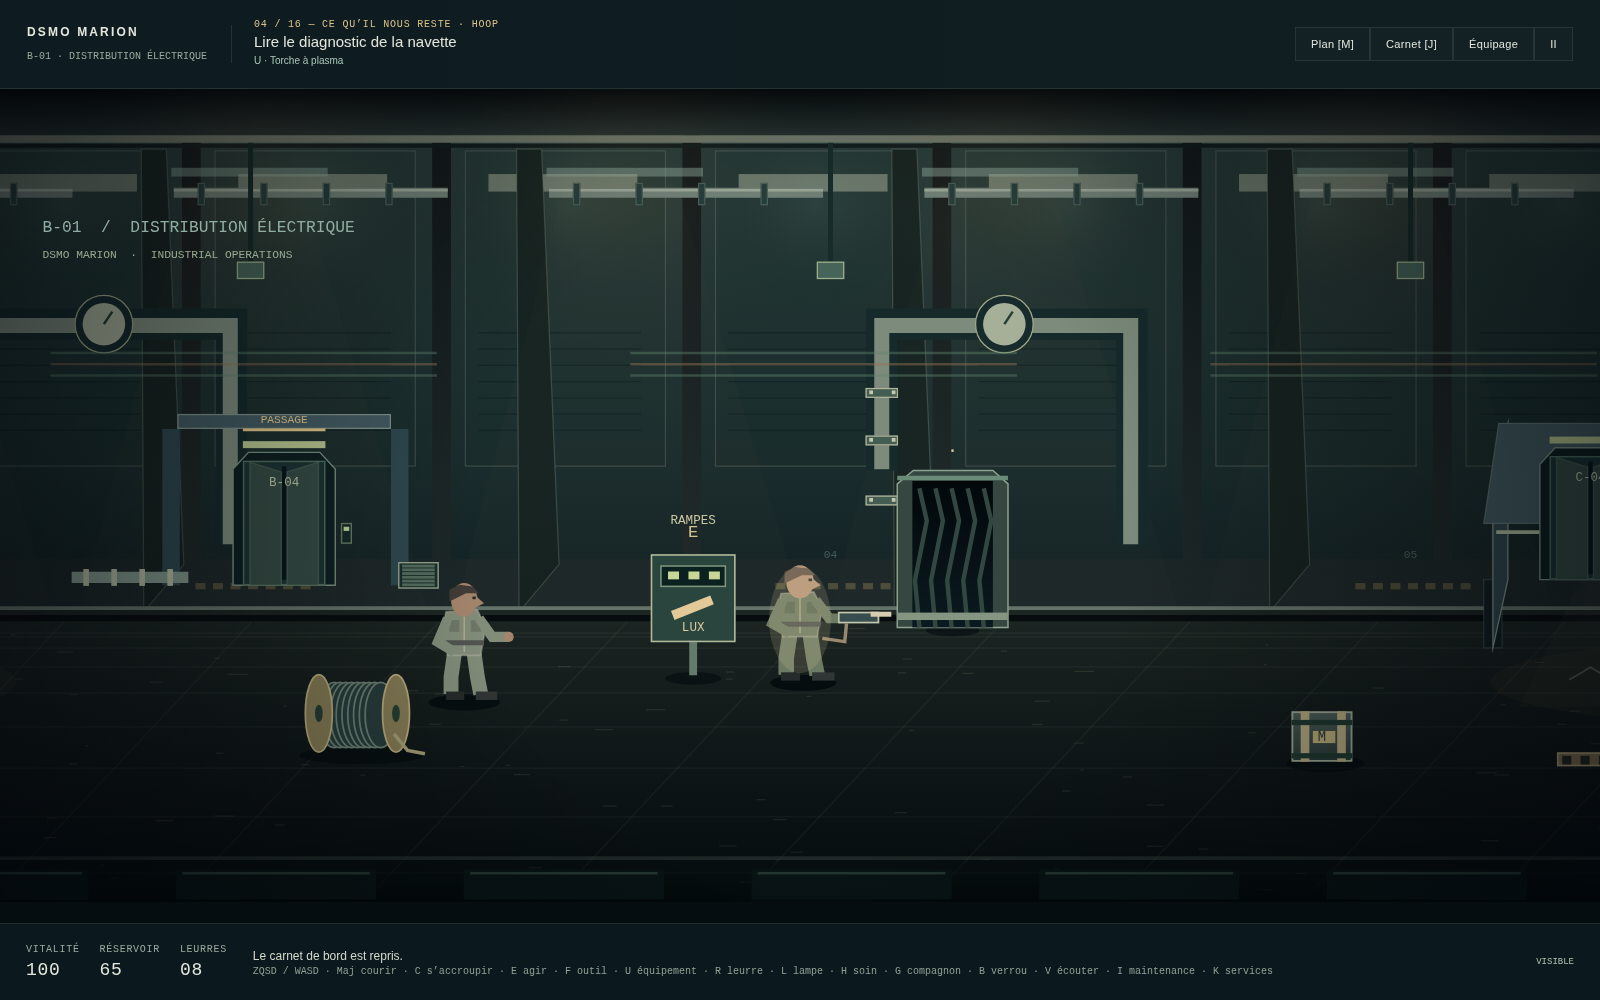 DSMO MARION
B-01 · DISTRIBUTION ÉLECTRIQUE
04 / 16 — CE QU’IL NOUS RESTE · HOOP
Lire le diagnostic de la navette
U · Torche à plasma
Plan [M]
Carnet [J]
Équipage
II
B-01 / DISTRIBUTION ÉLECTRIQUE
DSMO MARION · INDUSTRIAL OPERATIONS
PASSAGE
B-04
C-04
RAMPES
E
LUX
04
05
M
VITALITÉ
100
RÉSERVOIR
65
LEURRES
08
Le carnet de bord est repris.
ZQSD / WASD · Maj courir · C s’accroupir · E agir · F outil · U équipement · R leurre · L lampe · H soin · G compagnon · B verrou · V écouter · I maintenance · K services
VISIBLE